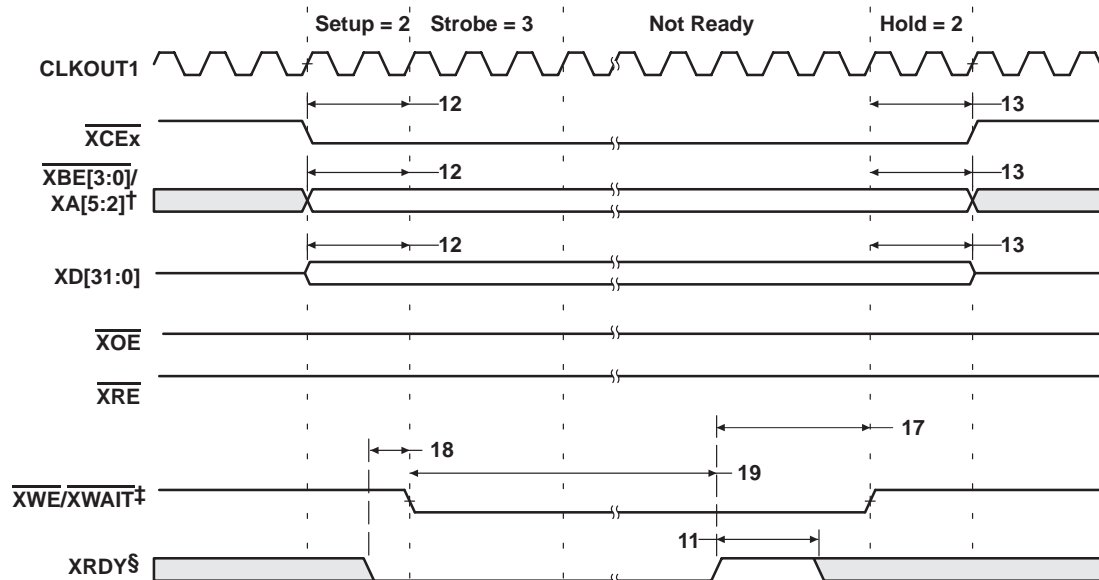 Setup = 2 Strobe = 3 Not Ready Hold = 2
CLKOUT1
12 13
XCEx
XBE[3:0]/
XA[5:2]†
12 13
12 13
XD[31:0]
XOE
XRE
17
18
19
XWE/XWAIT‡
11
XRDY§